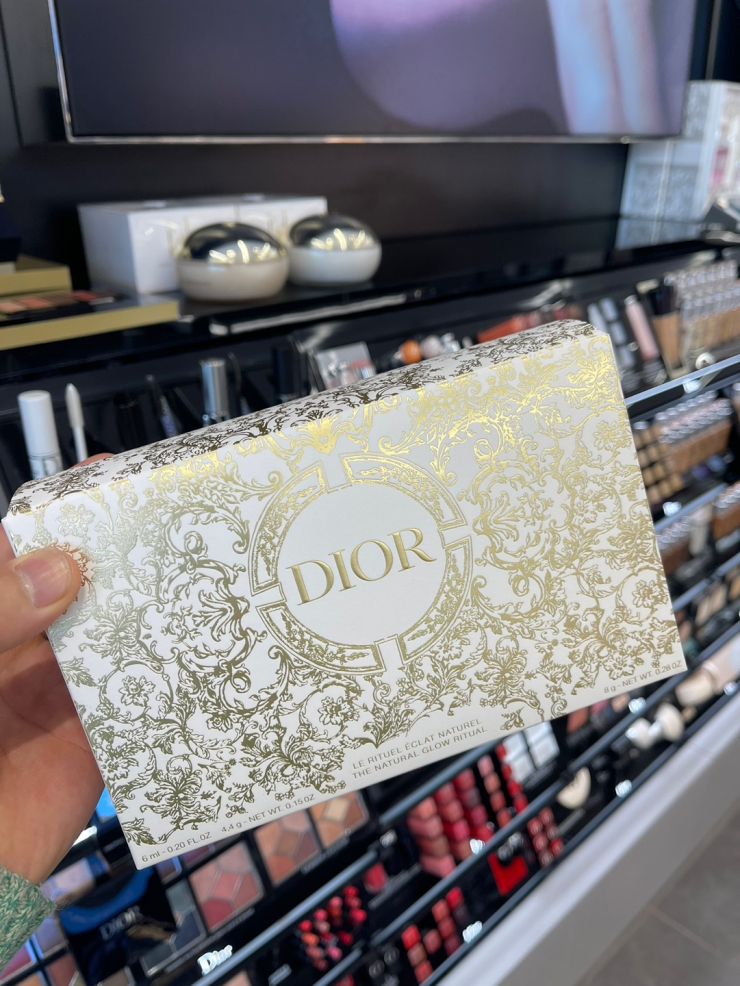 DIOR
LE RITUEL ÉCLAT NATUREL
THE NATURAL GLOW RITUAL
6 ml - 0.20 FL.OZ 4.4 g - NET WT. 0.15 OZ
8 g - NET WT. 0.28 OZ
DIOR
Dior